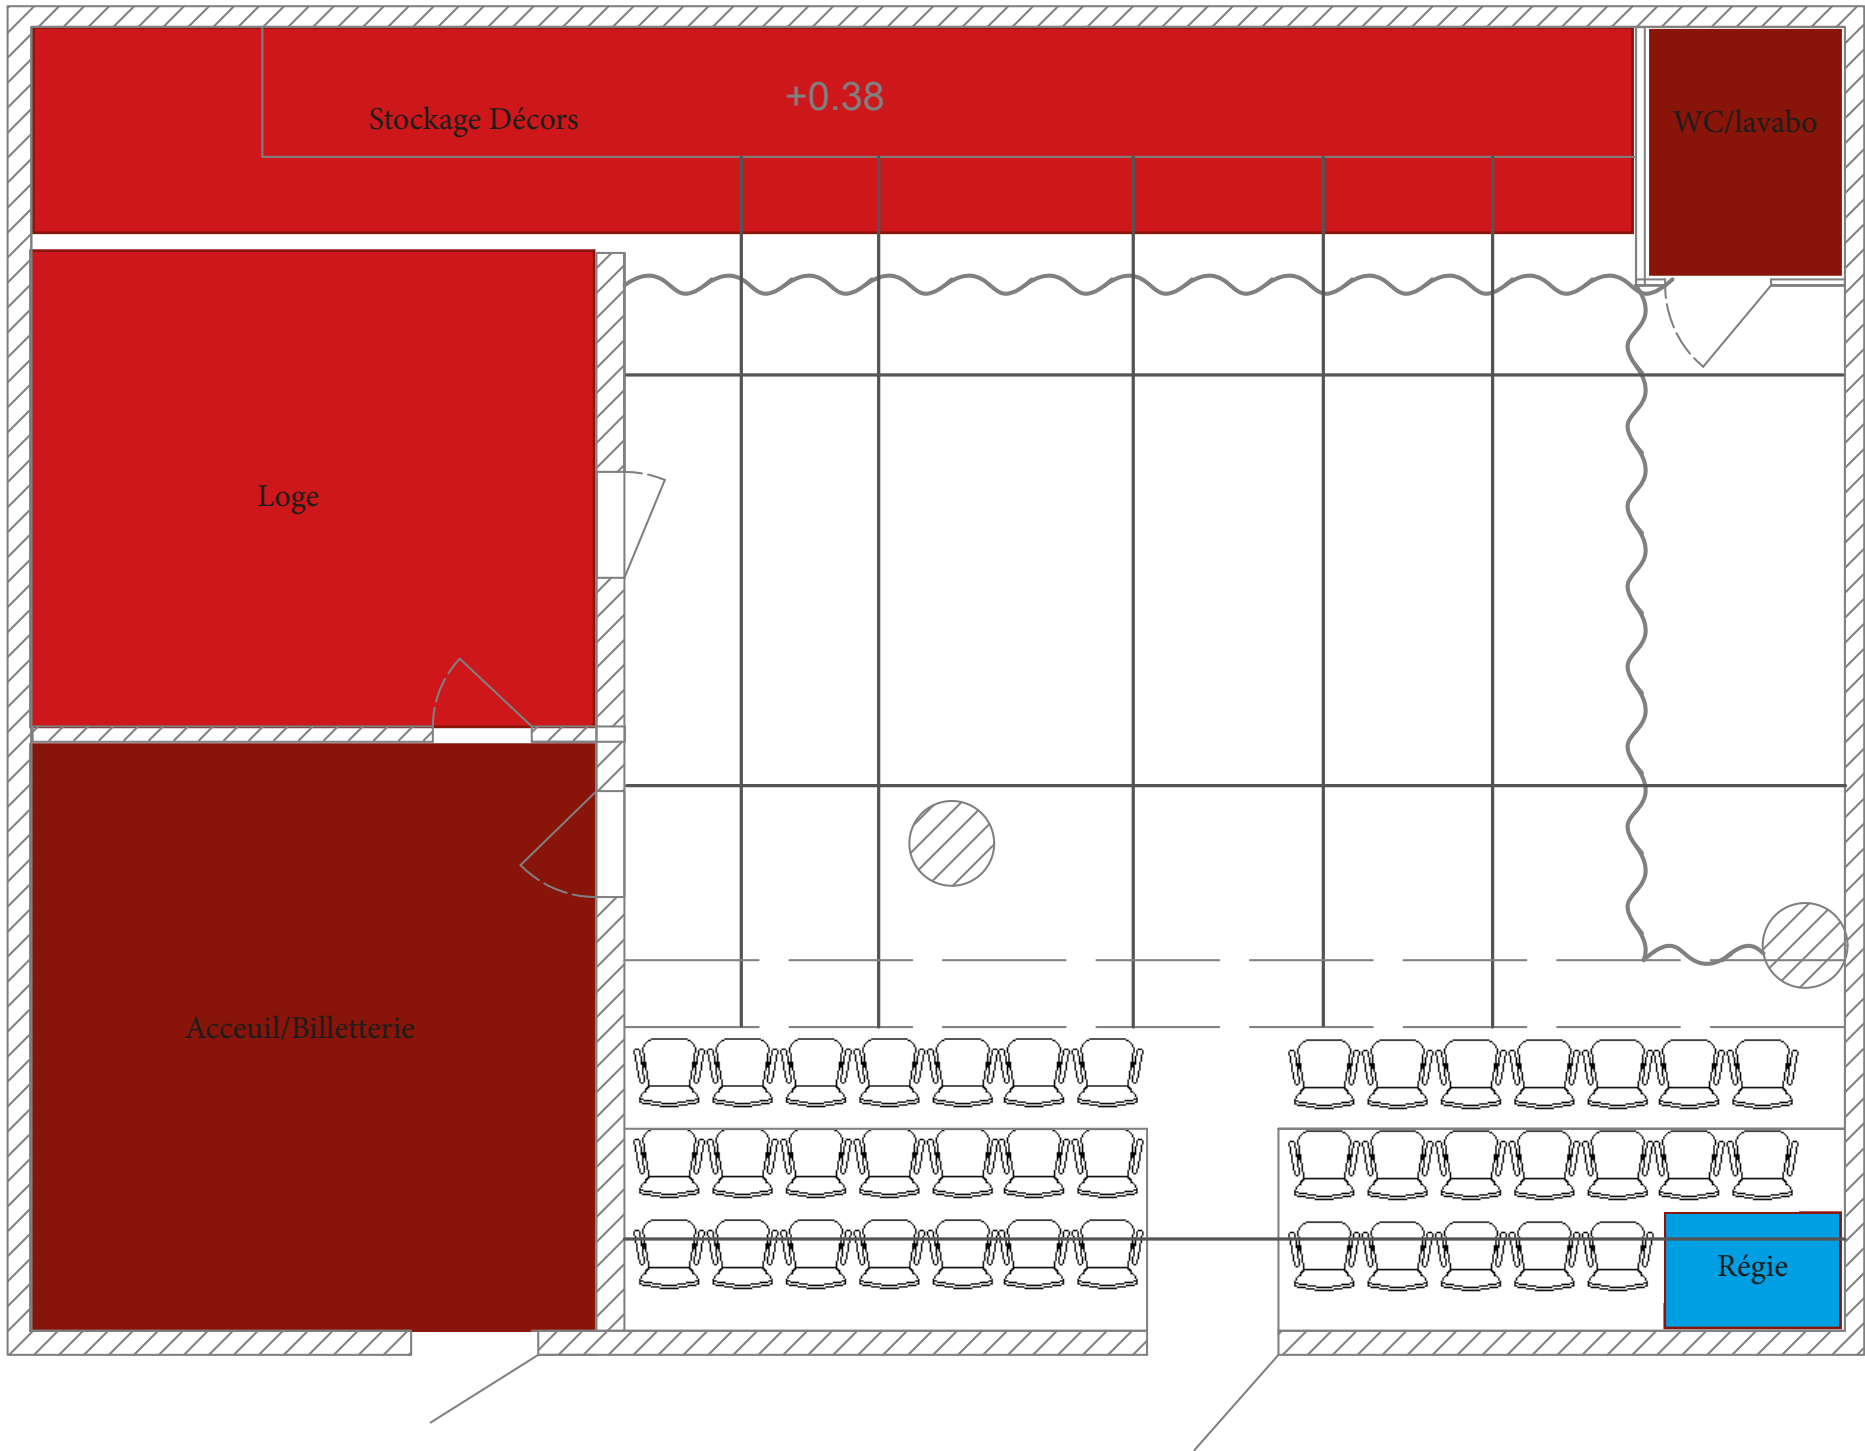 +0.38
Stockage Décors
WC/lavabo
Loge
Acceuil/Billetterie
Régie